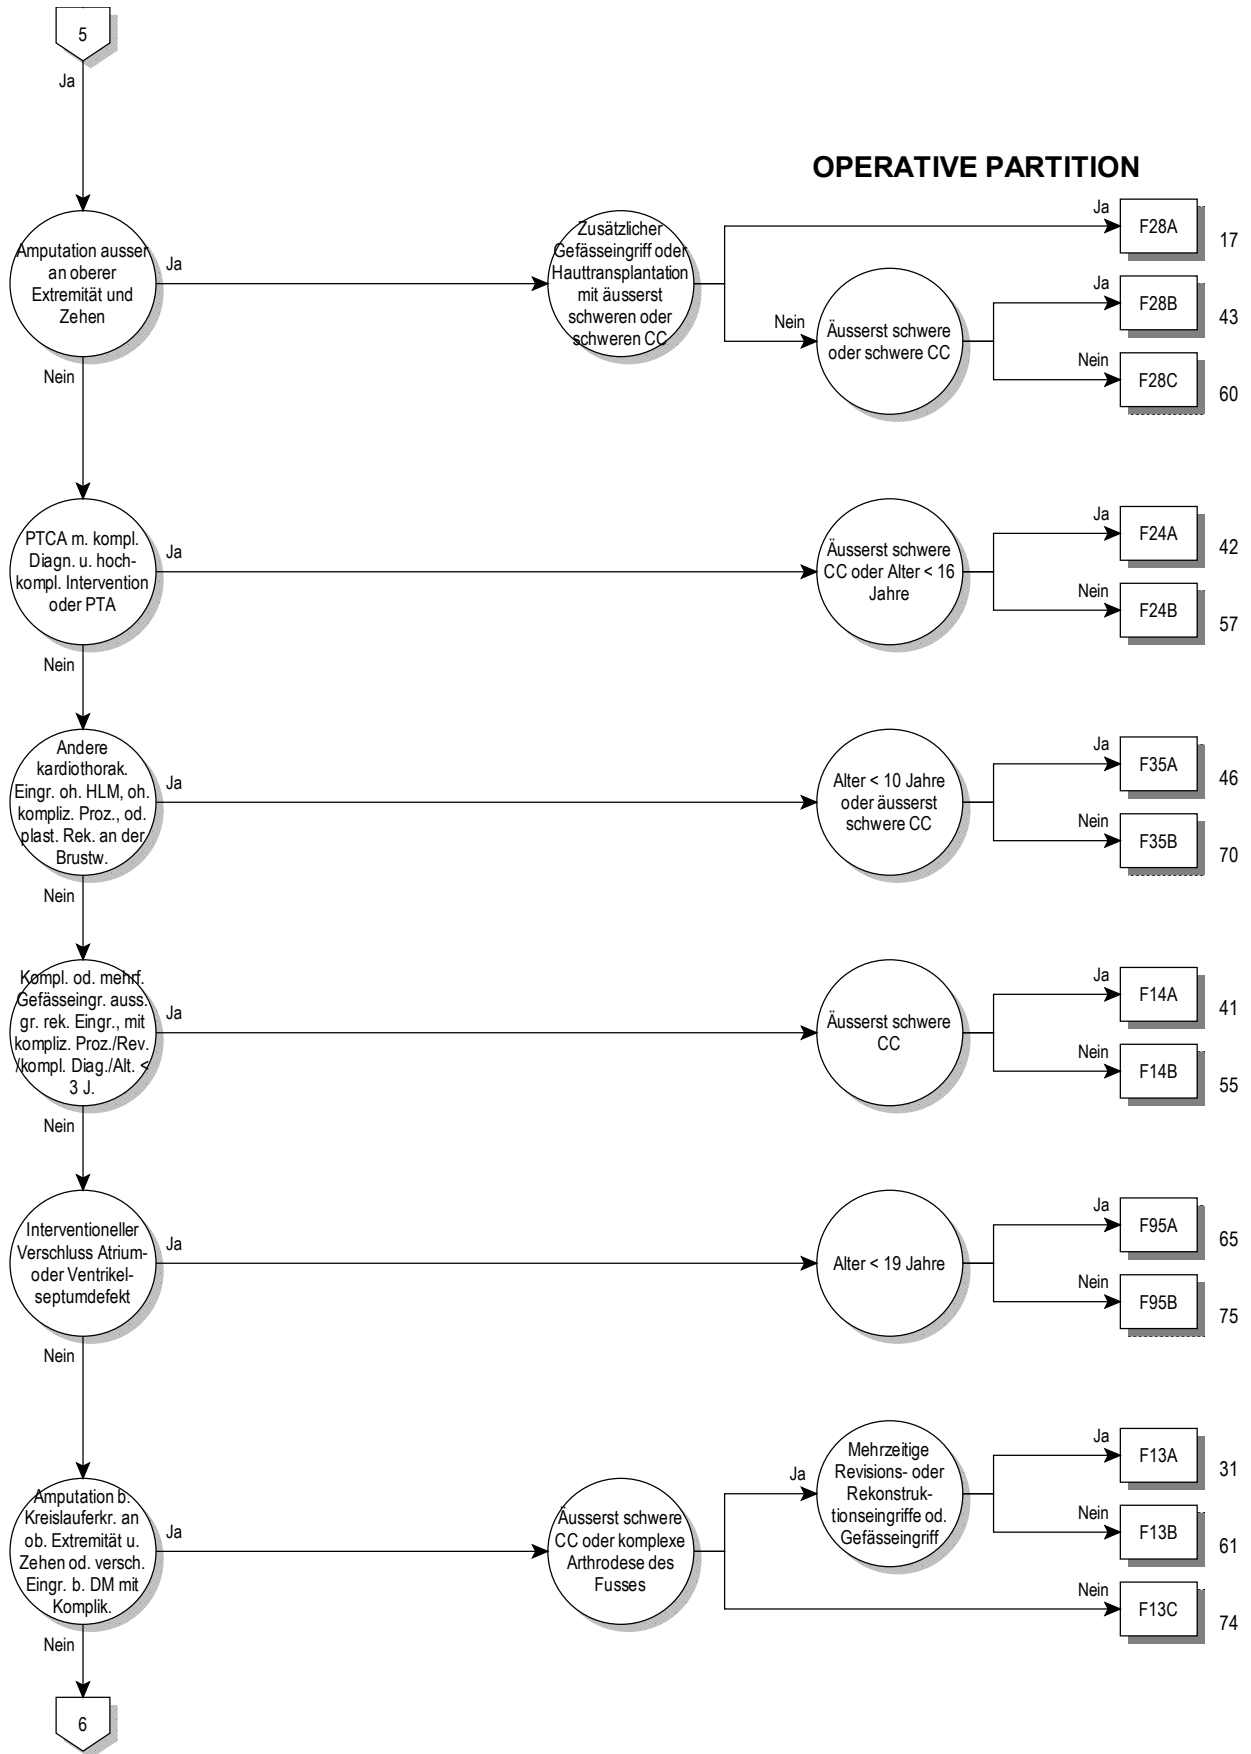 5
Ja
OPERATIVE PARTITION
Amputation ausser
an oberer
Extremität und
Zehen
Ja
Zusätzlicher
Gefässeingriff oder
Hauttransplantation
mit äusserst
schweren oder
schweren CC
Ja
F28A
17
Nein
Äusserst schwere
oder schwere CC
Ja
F28B
43
Nein
F28C
60
Nein
PTCA m. kompl.
Diagn. u. hoch-
kompl. Intervention
oder PTA
Ja
Äusserst schwere
CC oder Alter < 16
Jahre
Ja
F24A
42
Nein
F24B
57
Nein
Andere
kardiothorak.
Eingr. oh. HLM, oh.
kompliz. Proz., od.
plast. Rek. an der
Brustw.
Ja
Alter < 10 Jahre
oder äusserst
schwere CC
Ja
F35A
46
Nein
F35B
70
Nein
Kompl. od. mehrf.
Gefässeingr. auss.
gr. rek. Eingr., mit
kompliz. Proz./Rev.
/kompl. Diag./Alt. <
3 J.
Ja
Äusserst schwere
CC
Ja
F14A
41
Nein
F14B
55
Nein
Interventioneller
Verschluss Atrium-
oder Ventrikel-
septumdefekt
Ja
Alter < 19 Jahre
Ja
F95A
65
Nein
F95B
75
Nein
Amputation b.
Kreislauferkr. an
ob. Extremität u.
Zehen od. versch.
Eingr. b. DM mit
Komplik.
Ja
Äusserst schwere
CC oder komplexe
Arthrodese des
Fusses
Ja
Mehrzeitige
Revisions- oder
Rekonstruk-
tionseingriffe od.
Gefässeingriff
Ja
F13A
31
Nein
F13B
61
Nein
F13C
74
Nein
6